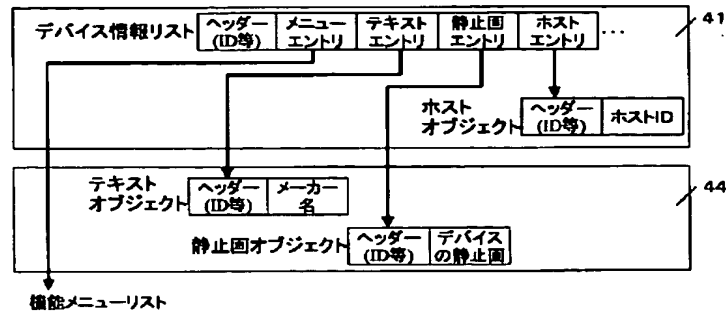 デバイス情報リスト
ヘッダー
(ID等)
メニュー
エントリ
テキスト
エントリ
静止画
エントリ
ホスト
エントリ
…
41
ホスト
オブジェクト
ヘッダー
(ID等)
ホストID
テキスト
オブジェクト
ヘッダー
(ID等)
メーカー
名
44
静止画オブジェクト
ヘッダー
(ID等)
デバイス
の静止画
機能メニューリスト